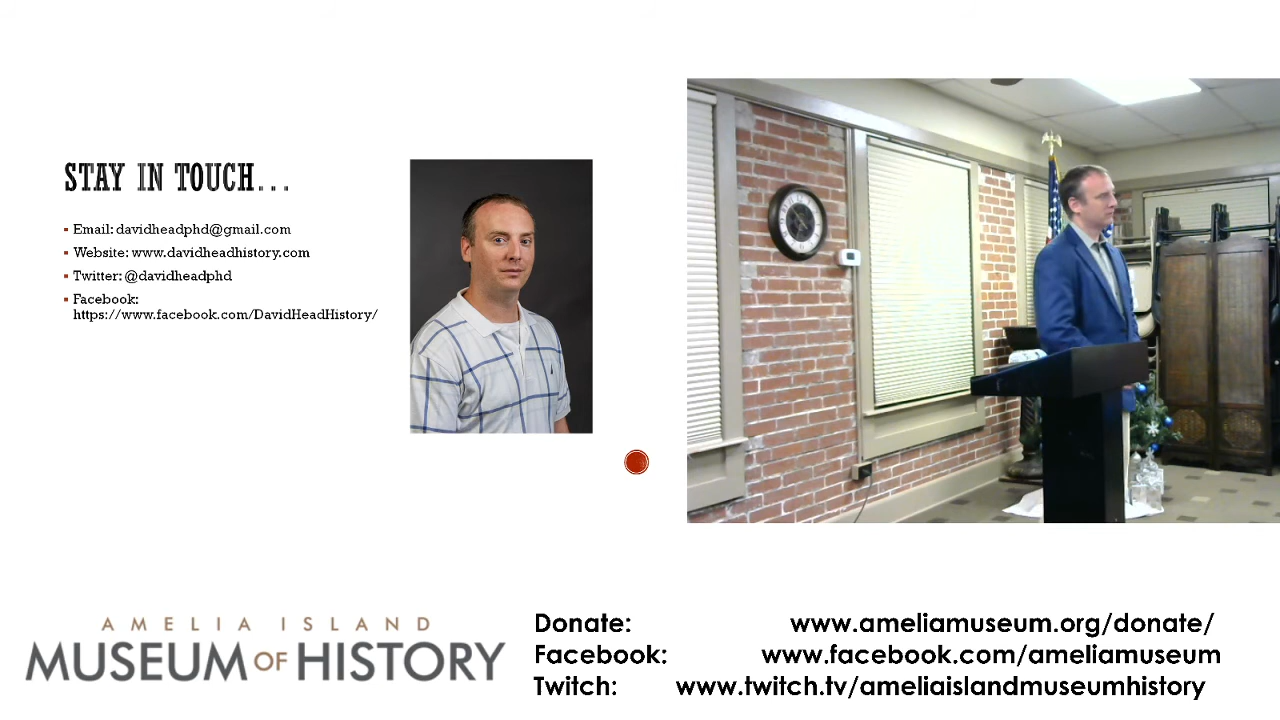 STAY IN TOUCH...
Email: davidheadphd@gmail.com
Website: www.davidheadhistory.com
Twitter: @davidheadphd
Facebook:
https://www.facebook.com/DavidHeadHistory/
AMELIA ISLAND
MUSEUM OF HISTORY
Donate: www.ameliamuseum.org/donate/
Facebook: www.facebook.com/ameliamuseum
Twitch: www.twitch.tv/ameliaislandmuseumhistory